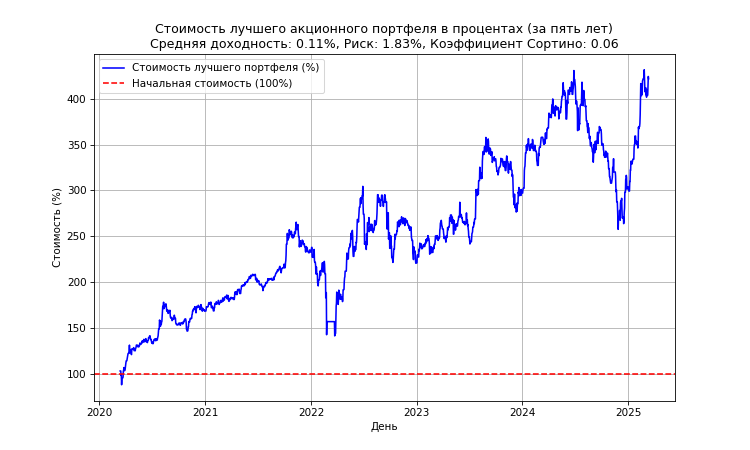 Стоимость лучшего акционного портфеля в процентах (за пять лет)
Средняя доходность: 0.11%, Риск: 1.83%, Коэффициент Сортино: 0.06
Стоимость лучшего портфеля (%)
Начальная стоимость (100%)
Стоимость (%)
400
350
300
250
200
150
100
2020
2021
2022
2023
2024
2025
День